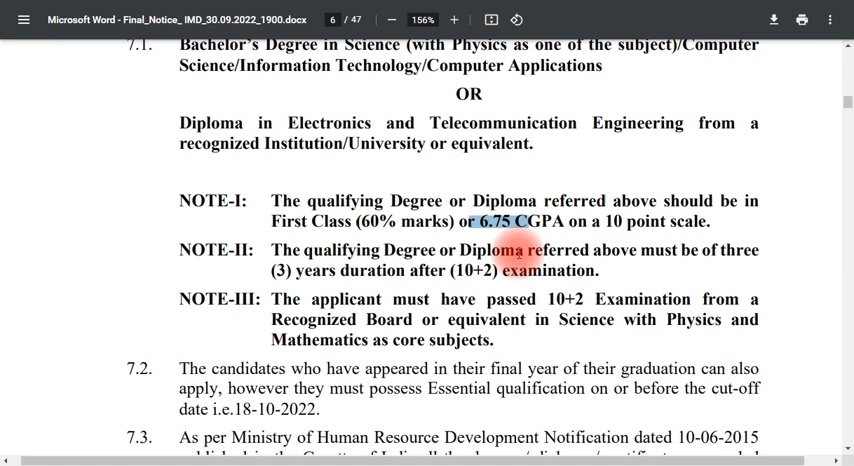 Microsoft Word - Final_Notice_ IMD_30.09.2022_1900.docx 6 / 47 156%
7.1. Bachelor's Degree in Science (with Physics as one of the subject)/Computer
Science/Information Technology/Computer Applications
OR
Diploma in Electronics and Telecommunication Engineering from a
recognized Institution/University or equivalent.
NOTE-I: The qualifying Degree or Diploma referred above should be in
First Class (60% marks) or 6.75 CGPA on a 10 point scale.
NOTE-II: The qualifying Degree or Diploma referred above must be of three
(3) years duration after (10+2) examination.
NOTE-III: The applicant must have passed 10+2 Examination from a
Recognized Board or equivalent in Science with Physics and
Mathematics as core subjects.
7.2. The candidates who have appeared in their final year of their graduation can also
apply, however they must possess Essential qualification on or before the cut-off
date i.e.18-10-2022.
7.3. As per Ministry of Human Resource Development Notification dated 10-06-2015